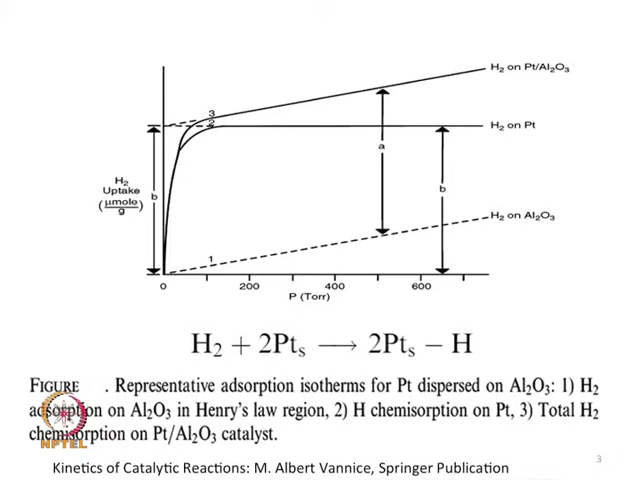 H₂ on Pt/Al₂O₃
3
2
H₂ on Pt
a
H₂
Uptake
(μmole/g)
b
b
H₂ on Al₂O₃
1
0
200
400
600
P (Torr)
H₂ + 2Ptₛ ⟶ 2Ptₛ − H
FIGURE . Representative adsorption isotherms for Pt dispersed on Al₂O₃: 1) H₂
adsorption on Al₂O₃ in Henry's law region, 2) H chemisorption on Pt, 3) Total H₂
chemisorption on Pt/Al₂O₃ catalyst.
NPTEL
3
Kinetics of Catalytic Reactions: M. Albert Vannice, Springer Publication